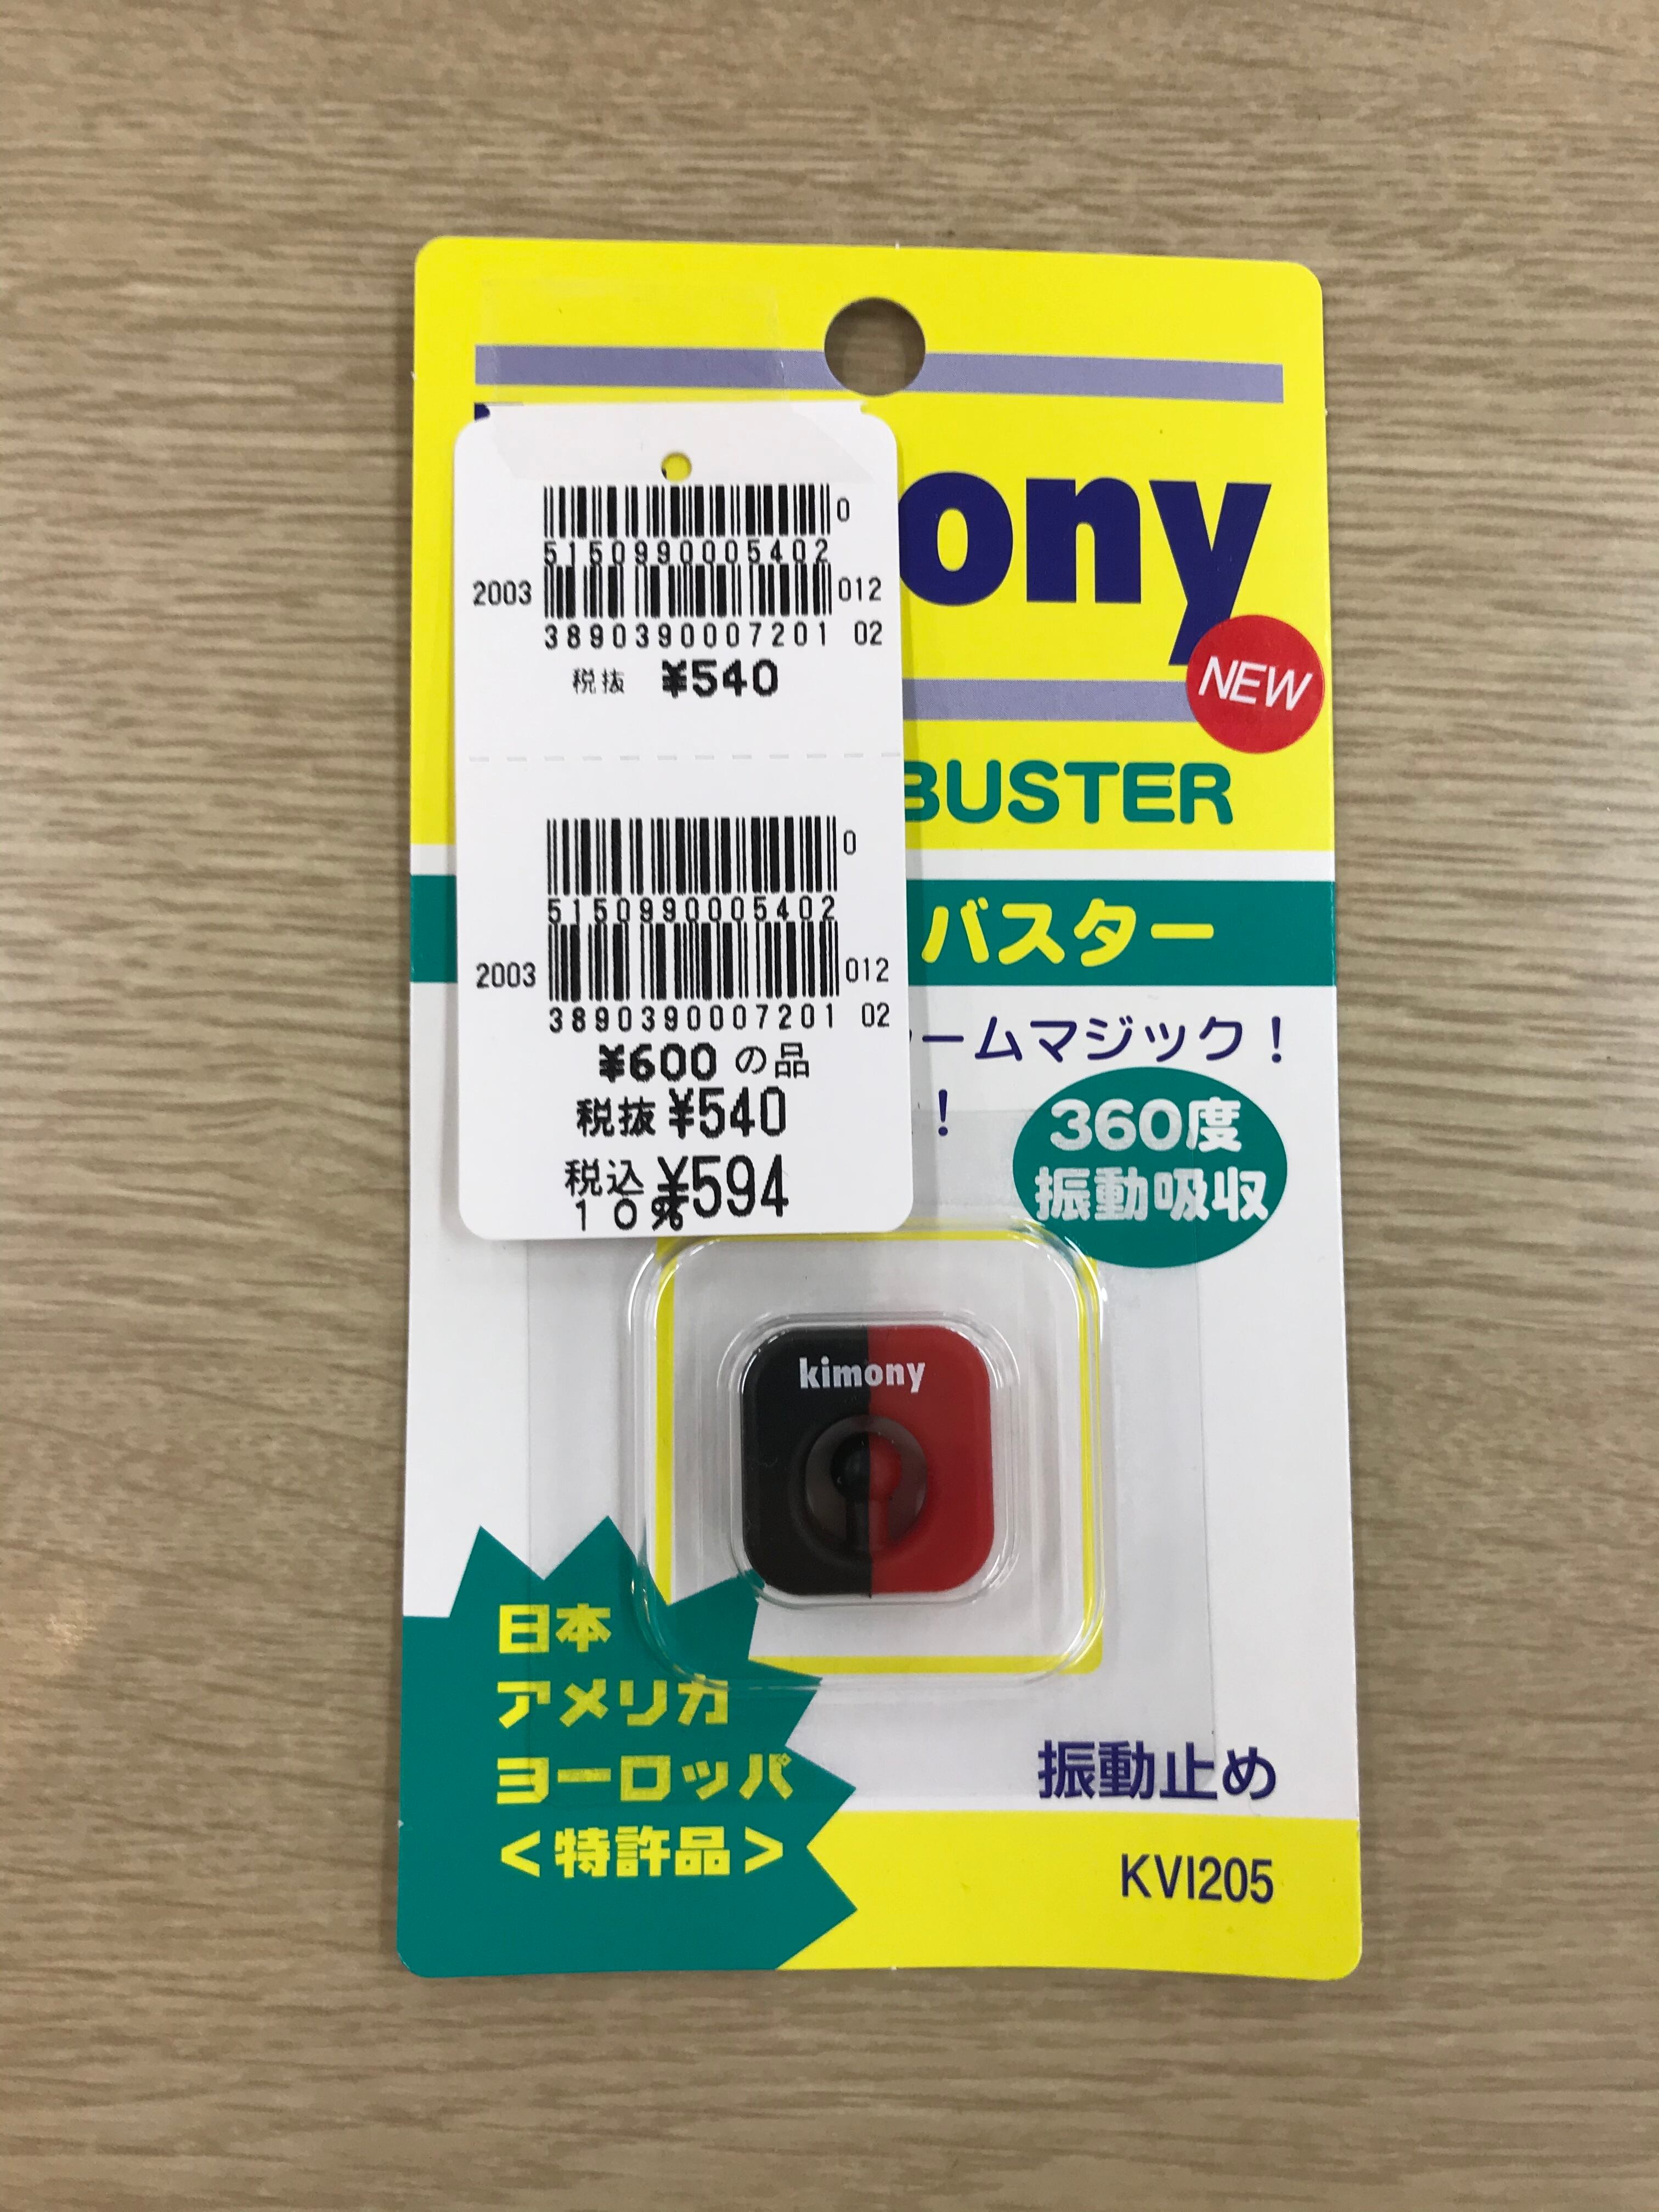 0
5150990005402
2003
012
3890390007201 02
税抜 ¥540
0
5150990005402
2003
012
3890390007201 02
¥600の品
税抜 ¥540
税込 ¥594
10%
ony
NEW
BUSTER
バスター
ームマジック！
！
360度
振動吸収
kimony
日本
アメリカ
ヨーロッパ
＜特許品＞
振動止め
KVI205